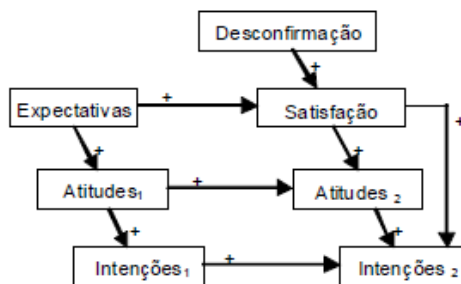 Desconfirmação
+
Expectativas
+
Satisfação
+
+
+
Atitudes₁
+
Atitudes ₂
+
+
Intenções₁
+
Intenções ₂